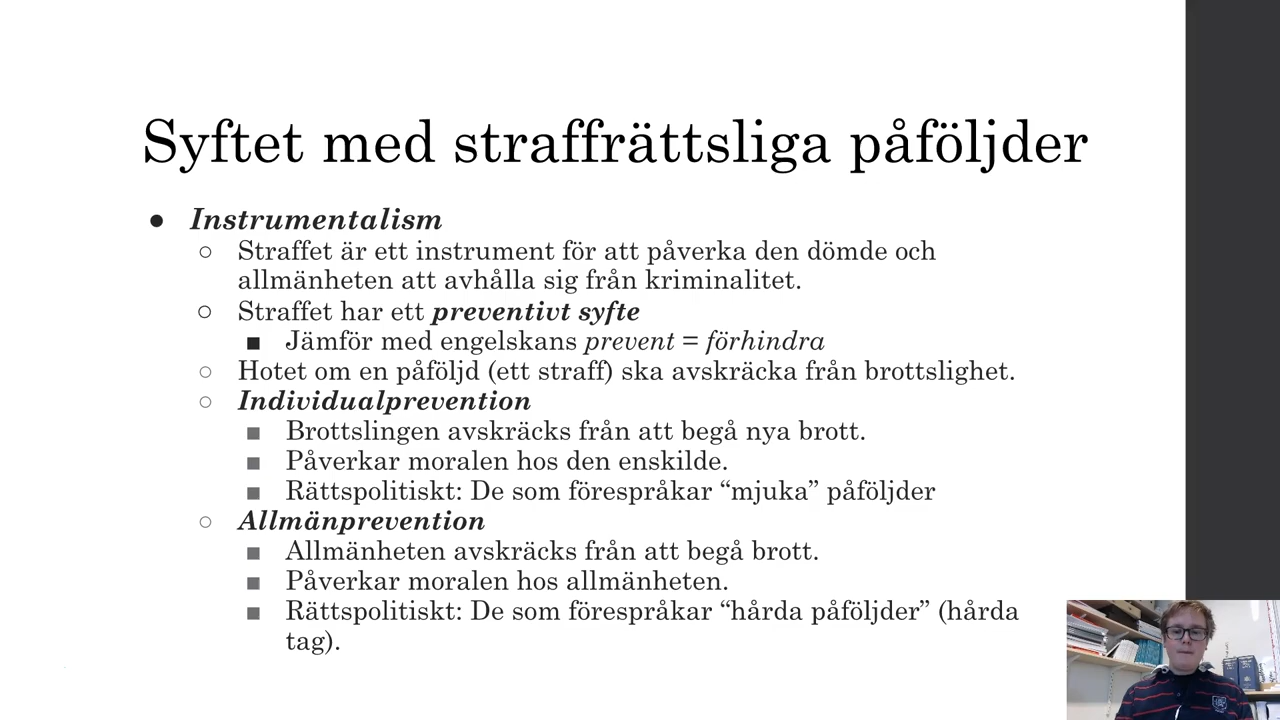 Syftet med straffrättsliga påföljder
● Instrumentalism
○ Straffet är ett instrument för att påverka den dömde och
allmänheten att avhålla sig från kriminalitet.
○ Straffet har ett preventivt syfte
■ Jämför med engelskans prevent = förhindra
○ Hotet om en påföljd (ett straff) ska avskräcka från brottslighet.
○ Individualprevention
■ Brottslingen avskräcks från att begå nya brott.
■ Påverkar moralen hos den enskilde.
■ Rättspolitiskt: De som förespråkar “mjuka” påföljder
○ Allmänprevention
■ Allmänheten avskräcks från att begå brott.
■ Påverkar moralen hos allmänheten.
■ Rättspolitiskt: De som förespråkar “hårda påföljder” (hårda
tag).